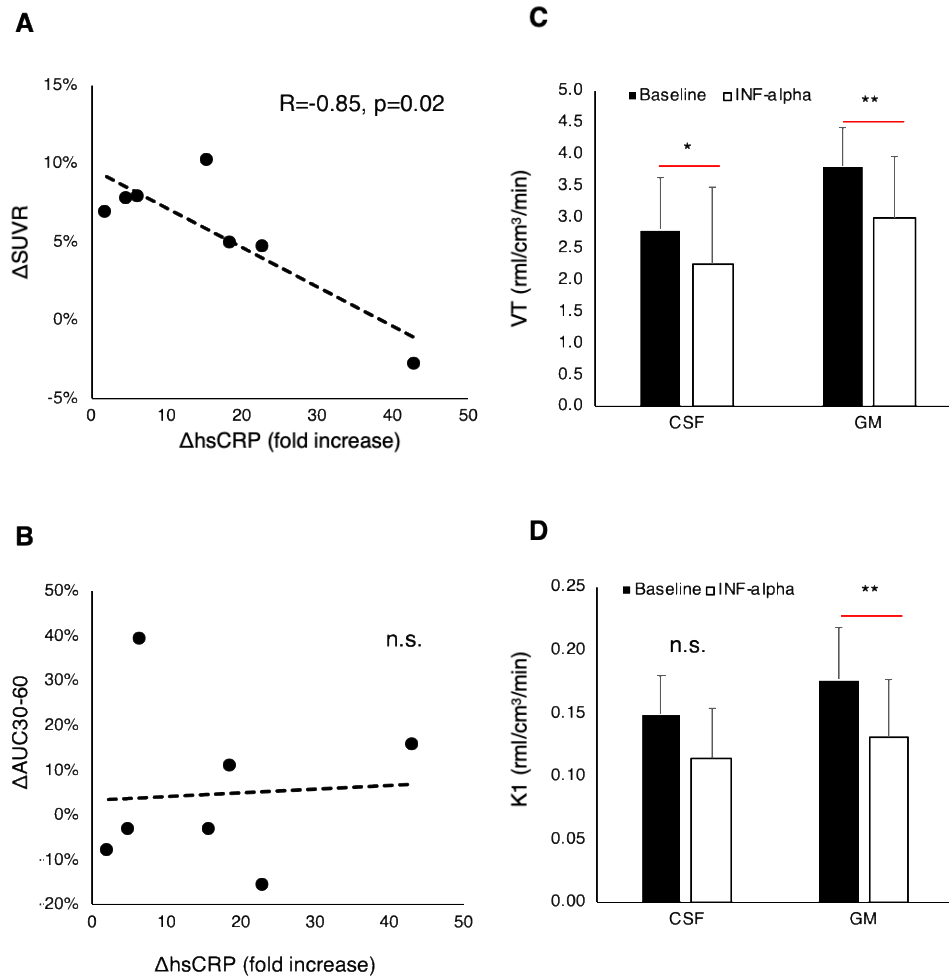 A
15%
10%
5%
0%
-5%
0
10
20
30
40
50
R=-0.85, p=0.02
ΔSUVR
ΔhsCRP (fold increase)
B
50%
40%
30%
20%
10%
0%
-10%
-20%
0
10
20
30
40
50
n.s.
ΔAUC30-60
ΔhsCRP (fold increase)
C
5.0
4.5
4.0
3.5
3.0
2.5
2.0
1.5
1.0
0.5
0.0
Baseline INF-alpha
*
**
VT (rml/cm³/min)
CSF
GM
D
0.25
0.20
0.15
0.10
0.05
0.00
Baseline INF-alpha
n.s.
**
K1 (rml/cm³/min)
CSF
GM